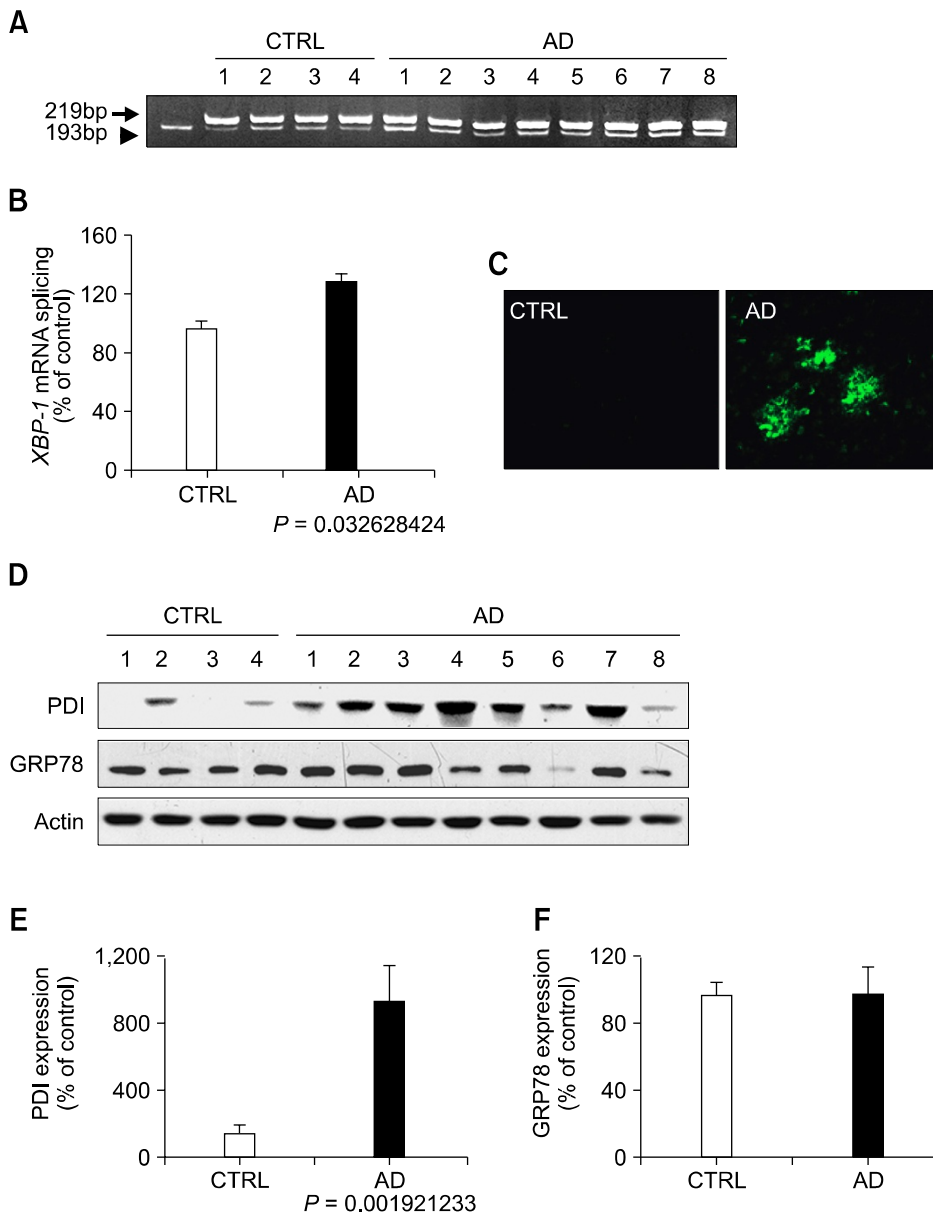 A
CTRL AD
1 2 3 4 1 2 3 4 5 6 7 8
219bp
193bp
B
XBP-1 mRNA splicing
(% of control)
160
120
80
40
0
CTRL AD
P = 0.032628424
C
CTRL AD
D
CTRL AD
1 2 3 4 1 2 3 4 5 6 7 8
PDI
GRP78
Actin
E
PDI expression
(% of control)
1,200
800
400
0
CTRL AD
P = 0.001921233
F
GRP78 expression
(% of control)
120
80
40
0
CTRL AD